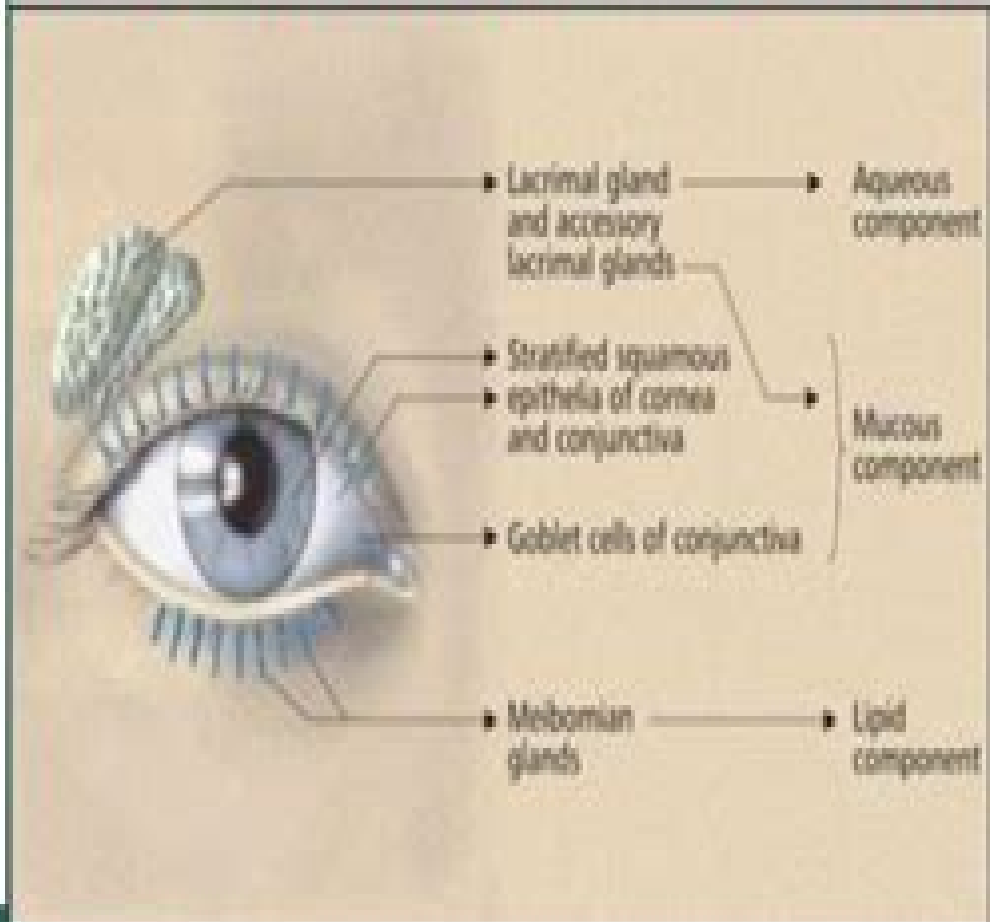 Lacrimal gland
and accessory
lacrimal glands
Aqueous
component
Stratified squamous
epithelia of cornea
and conjunctiva
Goblet cells of conjunctiva
Mucous
component
Meibomian
glands
Lipid
component